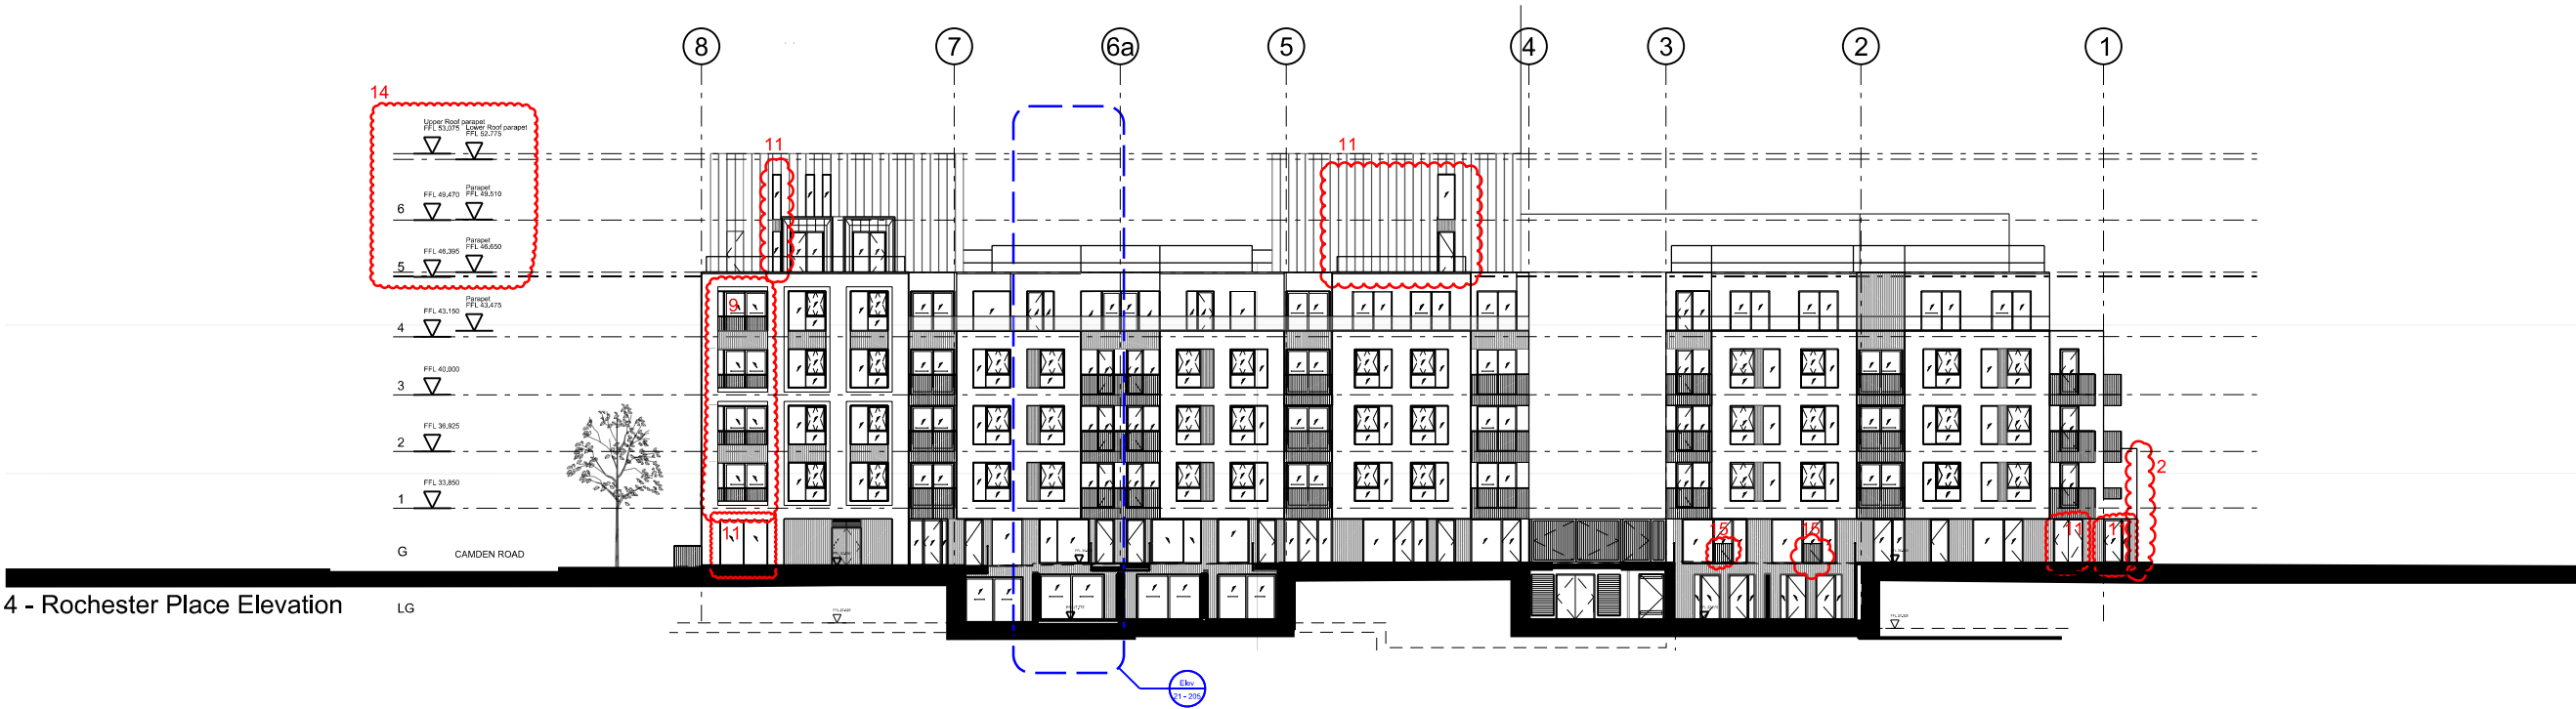 8
7
6a
5
4
3
2
1
14
Upper Roof parapet
FFL 53,075
Lower Roof parapet
FFL 52,775
11
11
6
FFL 49,470
Parapet
FFL 49,510
5
FFL 46,395
Parapet
FFL 46,650
9
4
FFL 43,150
Parapet
FFL 43,475
3
FFL 40,000
2
FFL 36,925
2
1
FFL 33,850
11
15
15
11
11
G
CAMDEN ROAD
4 - Rochester Place Elevation
LG
Elev
21 - 205